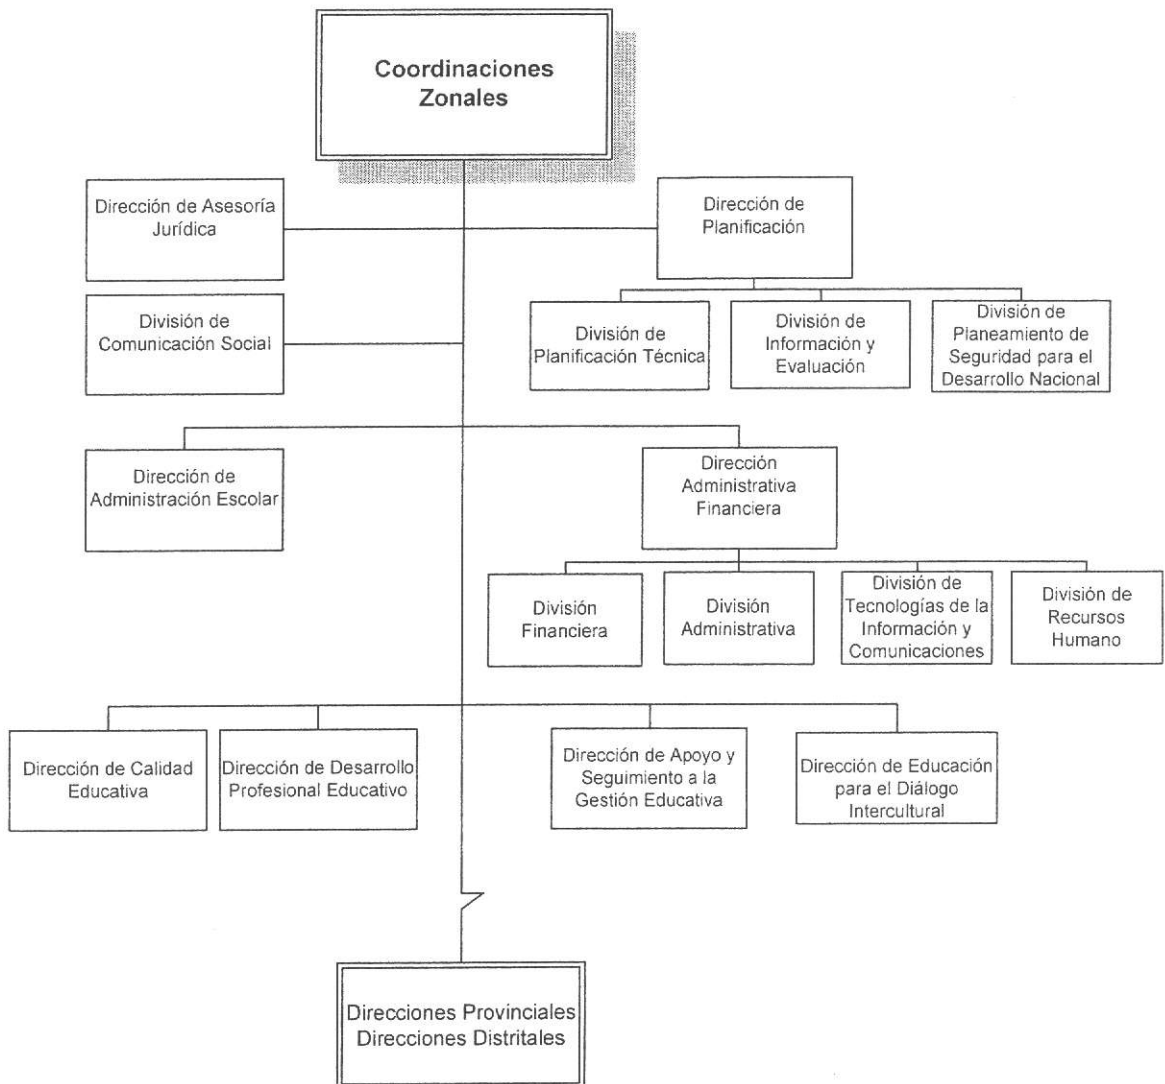 Coordinaciones
Zonales
Dirección de Asesoría
Jurídica
Dirección de
Planificación
División de
Comunicación Social
División de
Planificación Técnica
División de
Información y
Evaluación
División de
Planeamiento de
Seguridad para el
Desarrollo Nacional
Dirección de
Administración Escolar
Dirección
Administrativa
Financiera
División
Financiera
División
Administrativa
División de
Tecnologías de la
Información y
Comunicaciones
División de
Recursos
Humano
Dirección de Calidad
Educativa
Dirección de Desarrollo
Profesional Educativo
Dirección de Apoyo y
Seguimiento a la
Gestión Educativa
Dirección de Educación
para el Diálogo
Intercultural
Direcciones Provinciales
Direcciones Distritales